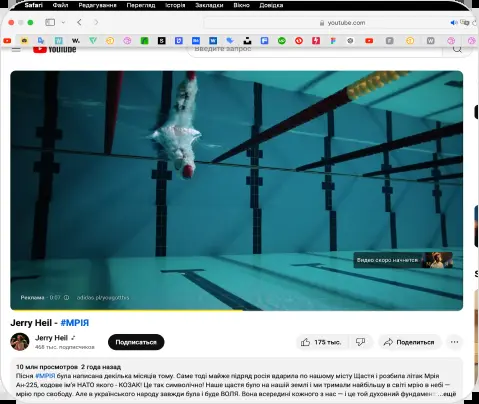 Safari Файл Редагування Перегляд Історія Закладки Вікно Довідка
youtube.com
YouTube
Введите запрос
Видео скоро начнется
Реклама · 0:07 adidas.pl/yougotthis
Jerry Heil - #МРІЯ
Jerry Heil
468 тыс. подписчиков
Подписаться
175 тыс.
Поделиться
10 млн просмотров 2 года назад
Пісня #МРІЯ була написана декілька місяців тому. Саме тоді майже підряд росія вдарила по нашому місту Щастя і розбила літак Мрія
Ан-225, кодове ім'я НАТО якого - КОЗАК! Це так символічно! Наше щастя було на нашій землі і ми тримали найбільшу в світі мрію в небі —
мрію про свободу. Але в українського народу завжди була і буде ВОЛЯ. Вона всередині кожного з нас — і це той духовний фундамент ...ещё